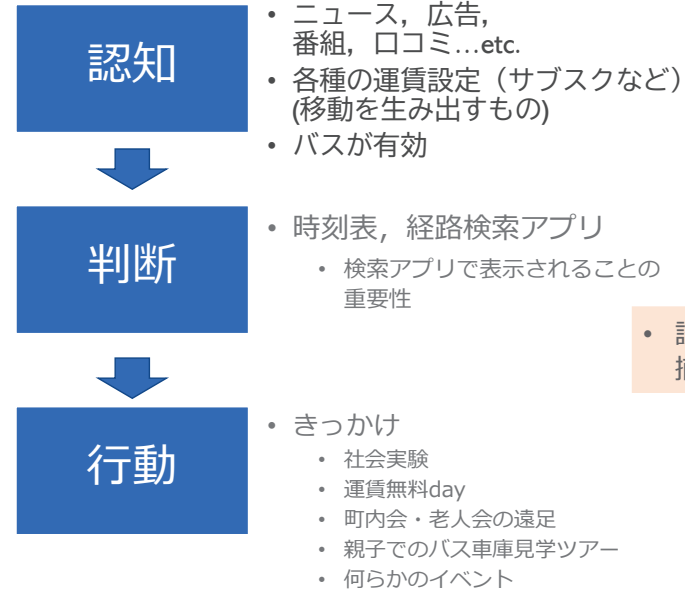 認知
• ニュース，広告，
番組，口コミ…etc.
• 各種の運賃設定（サブスクなど）
(移動を生み出すもの)
• バスが有効
判断
• 時刻表，経路検索アプリ
• 検索アプリで表示されることの
重要性
行動
• きっかけ
• 社会実験
• 運賃無料day
• 町内会・老人会の遠足
• 親子でのバス車庫見学ツアー
• 何らかのイベント